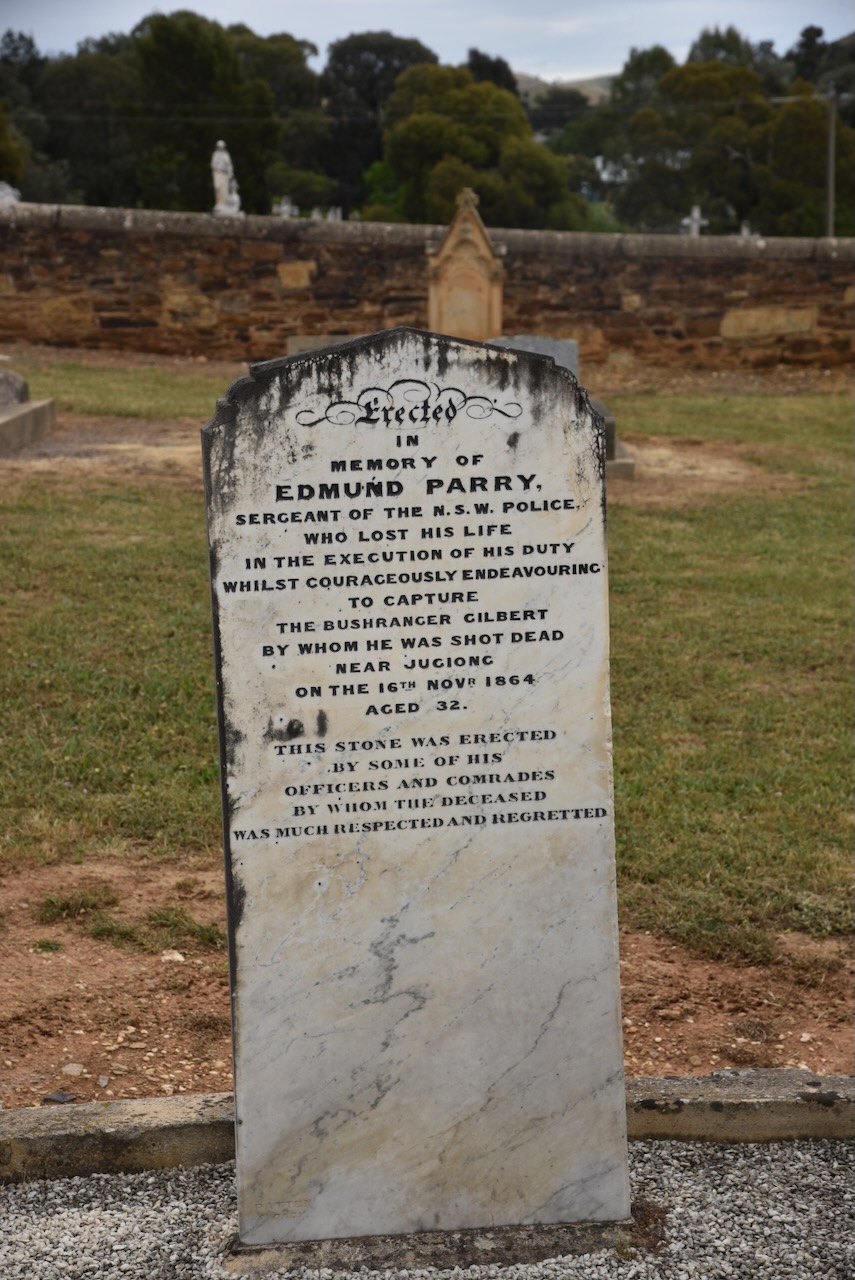 Erected
IN
MEMORY OF
EDMUND PARRY,
SERGEANT OF THE N.S.W. POLICE,
WHO LOST HIS LIFE
IN THE EXECUTION OF HIS DUTY
WHILST COURAGEOUSLY ENDEAVOURING
TO CAPTURE
THE BUSHRANGER GILBERT
BY WHOM HE WAS SHOT DEAD
NEAR JUGIONG
ON THE 16TH NOVR 1864
AGED 32.
THIS STONE WAS ERECTED
BY SOME OF HIS
OFFICERS AND COMRADES
BY WHOM THE DECEASED
WAS MUCH RESPECTED AND REGRETTED